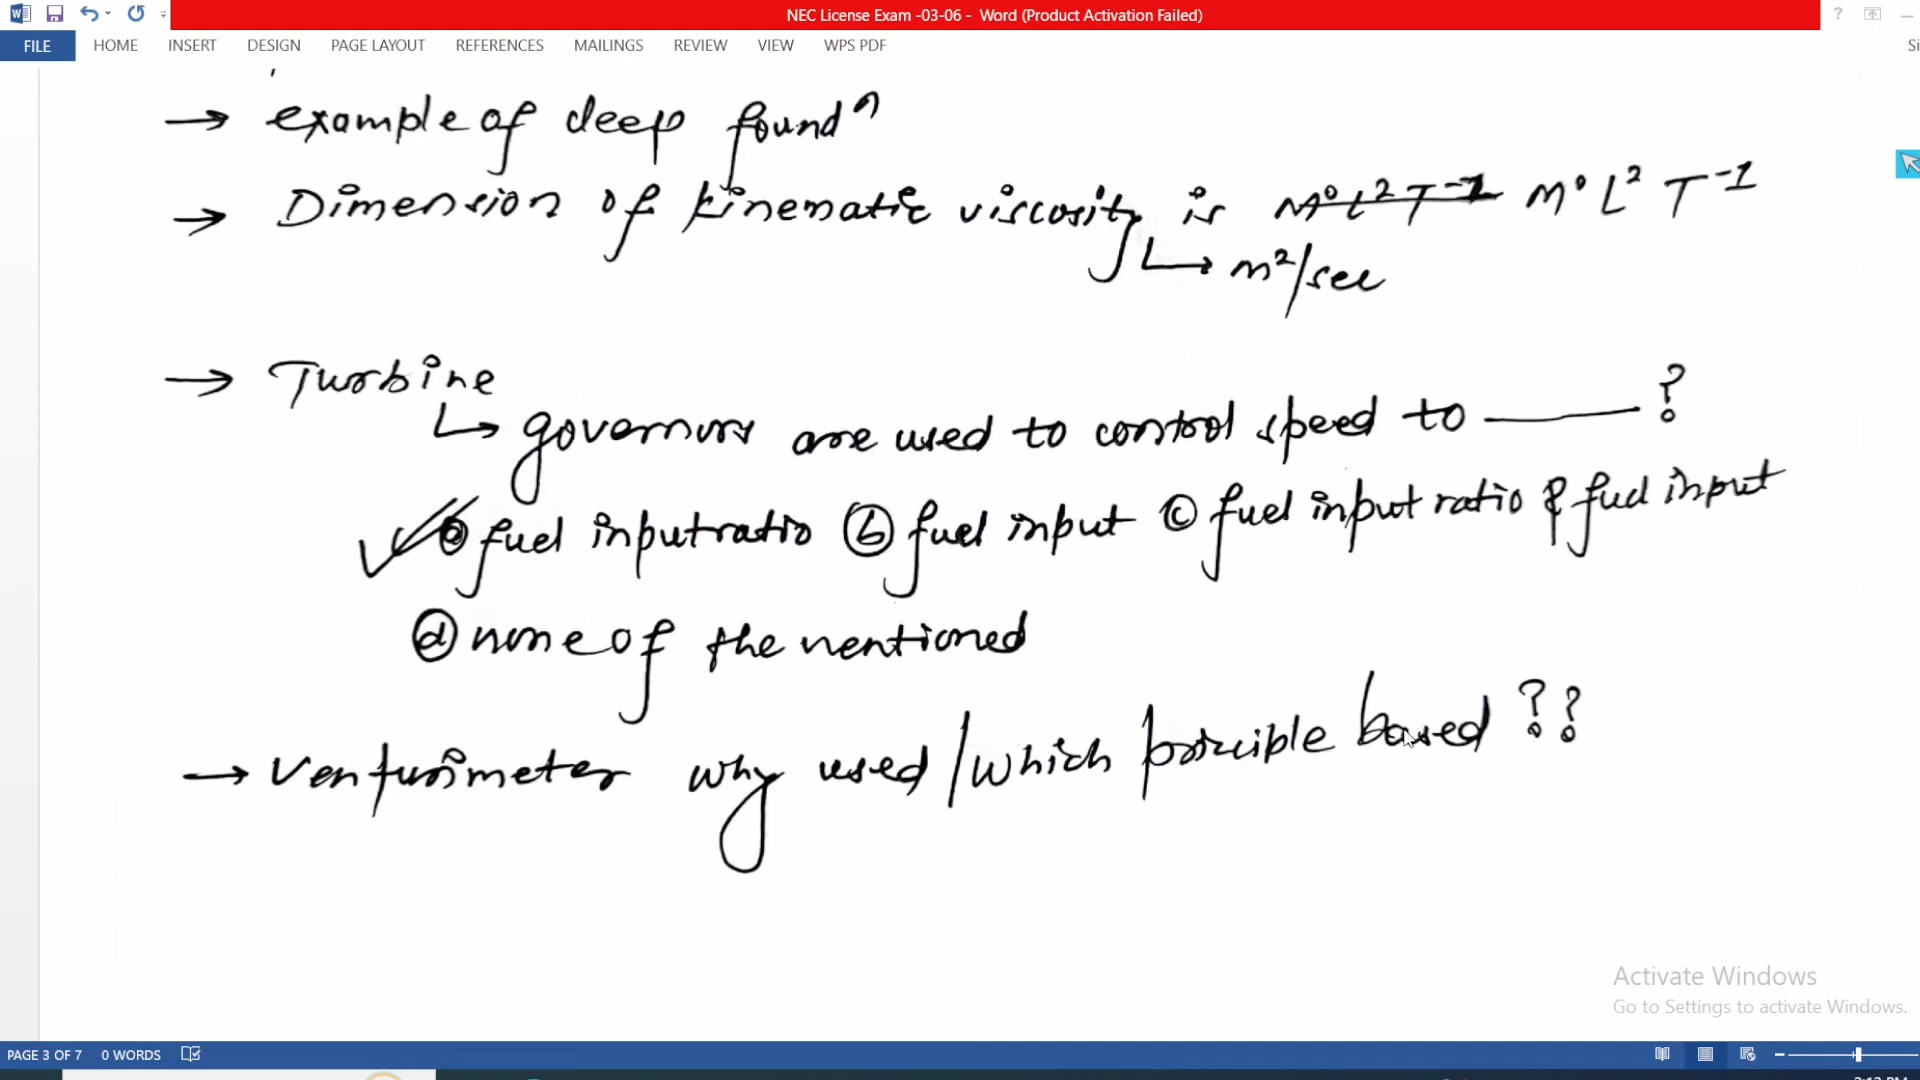 NEC License Exam -03-06 - Word (Product Activation Failed)
FILE HOME INSERT DESIGN PAGE LAYOUT REFERENCES MAILINGS REVIEW VIEW WPS PDF Si
→ example of deep foundⁿ
→ Dimension of kinematic viscosity is M⁰L²T⁻¹ M⁰ L² T⁻¹
↳ m²/sec
→ Turbine
↳ governors are used to control speed to ——— ?
ⓐ fuel input ratio ⓑ fuel input ⓒ fuel input ratio & fuel input
ⓓ none of the mentioned
→ Venturimeter why used / which principle based ??
Activate Windows
Go to Settings to activate Windows.
PAGE 3 OF 7 0 WORDS